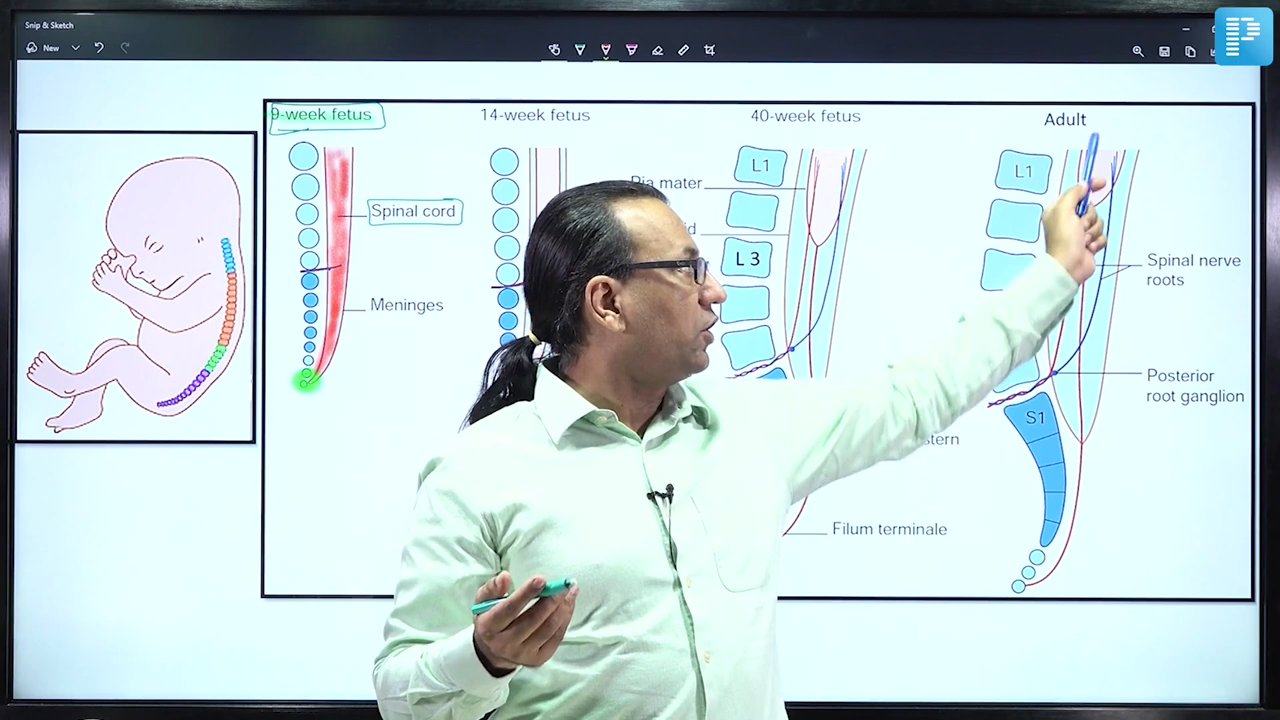 Snip & Sketch
New
9-week fetus
14-week fetus
40-week fetus
Adult
L1
Pia mater
L1
Spinal cord
L 3
Spinal nerve
roots
Meninges
Posterior
root ganglion
S1
Filum terminale
P